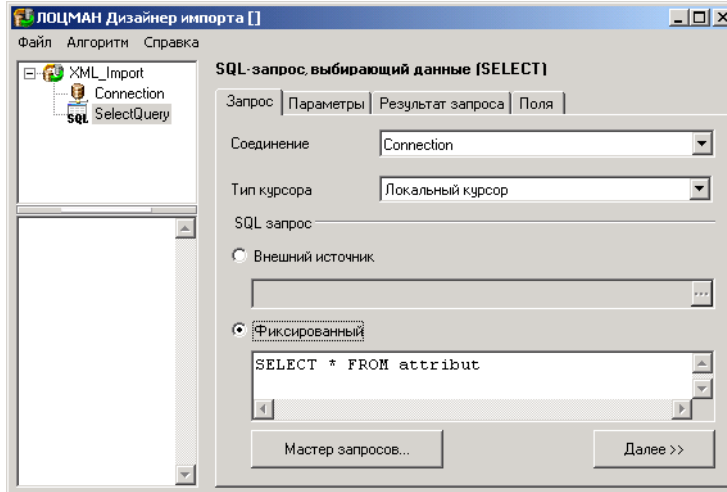 ЛОЦМАН Дизайнер импорта []
Файл Алгоритм Справка
XML_Import
Connection
SQL SelectQuery
SQL-запрос, выбирающий данные (SELECT)
Запрос Параметры Результат запроса Поля
Соединение Connection
Тип курсора Локальный курсор
SQL запрос
Внешний источник
...
Фиксированный
SELECT * FROM attribut
Мастер запросов... Далее >>